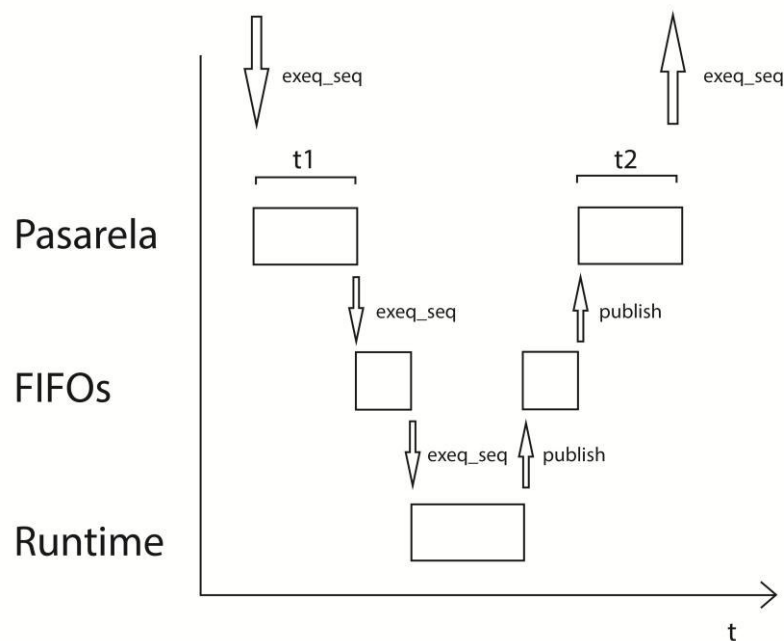 exeq_seq
exeq_seq
t1
t2
Pasarela
exeq_seq
publish
FIFOs
exeq_seq
publish
Runtime
t